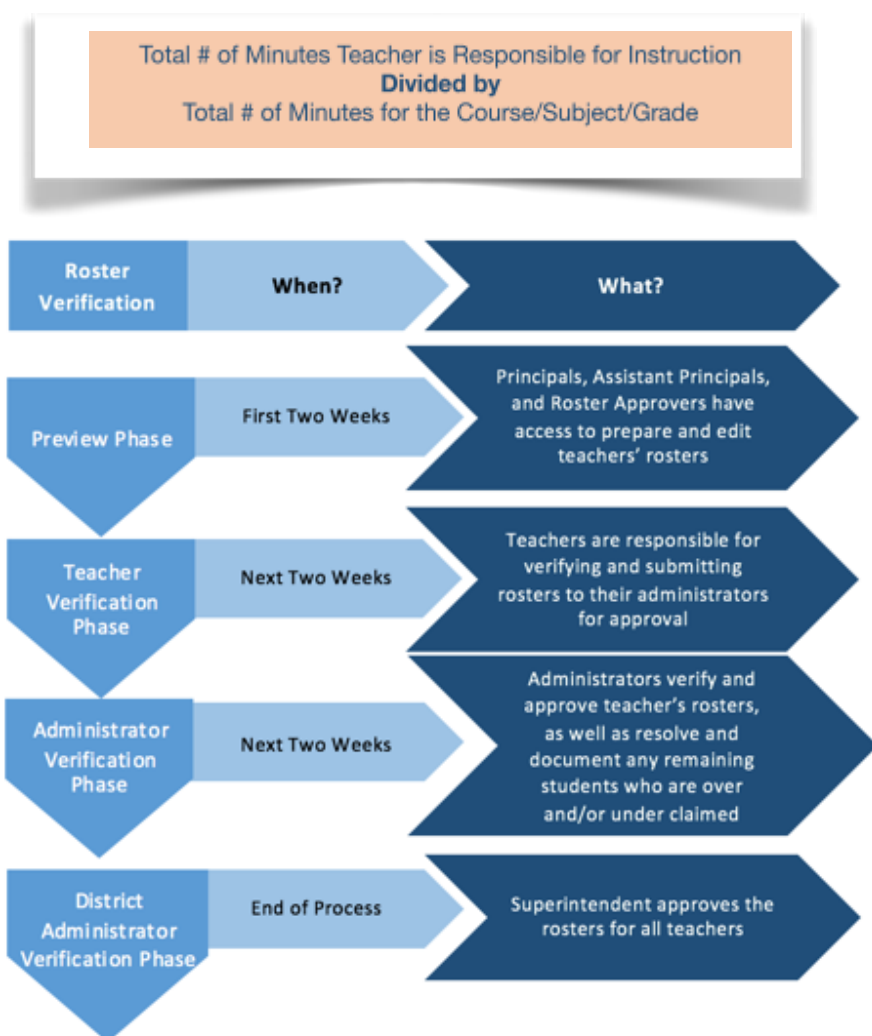 Total # of Minutes Teacher is Responsible for Instruction
Divided by
Total # of Minutes for the Course/Subject/Grade
Roster
Verification
When?
What?
Preview Phase
First Two Weeks
Principals, Assistant Principals,
and Roster Approvers have
access to prepare and edit
teachers’ rosters
Teacher
Verification
Phase
Next Two Weeks
Teachers are responsible for
verifying and submitting
rosters to their administrators
for approval
Administrator
Verification
Phase
Next Two Weeks
Administrators verify and
approve teacher’s rosters,
as well as resolve and
document any remaining
students who are over
and/or under claimed
District
Administrator
Verification Phase
End of Process
Superintendent approves the
rosters for all teachers